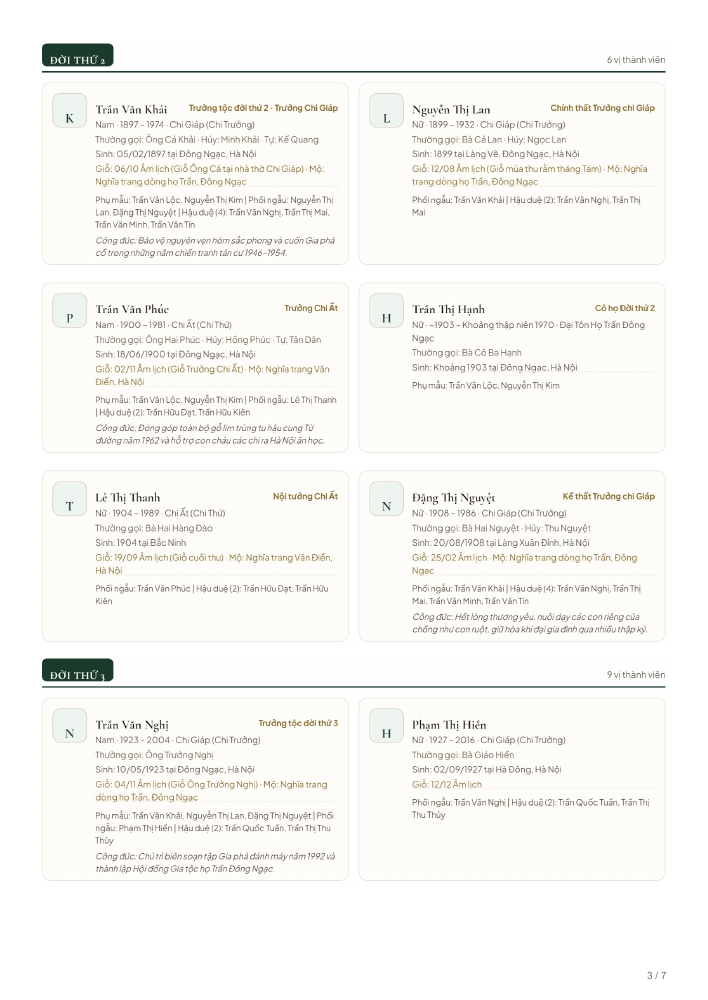 ĐỜI THỨ 2
6 vị thành viên
K
Trần Văn Khải
Trưởng tộc đời thứ 2 · Trưởng Chi Giáp
Nam · 1897 – 1974 · Chi Giáp (Chi Trưởng)
Thường gọi: Ông Cả Khải · Húy: Minh Khải · Tự: Kế Quang
Sinh: 05/02/1897 tại Đông Ngạc, Hà Nội
Giỗ: 06/10 Âm lịch (Giỗ Ông Cả tại nhà thờ Chi Giáp) · Mộ:
Nghĩa trang dòng họ Trần, Đông Ngạc
Phụ mẫu: Trần Văn Lộc, Nguyễn Thị Kim | Phối ngẫu: Nguyễn Thị
Lan, Đặng Thị Nguyệt | Hậu duệ (4): Trần Văn Nghị, Trần Thị Mai,
Trần Văn Minh, Trần Văn Tín
Công đức: Bảo vệ nguyên vẹn hòm sắc phong và cuốn Gia phả
cổ trong những năm chiến tranh tản cư 1946–1954.
L
Nguyễn Thị Lan
Chính thất Trưởng chi Giáp
Nữ · 1899 – 1932 · Chi Giáp (Chi Trưởng)
Thường gọi: Bà Cả Lan · Húy: Ngọc Lan
Sinh: 1899 tại Làng Vẽ, Đông Ngạc, Hà Nội
Giỗ: 12/08 Âm lịch (Giỗ mùa thu rằm tháng Tám) · Mộ: Nghĩa
trang dòng họ Trần, Đông Ngạc
Phối ngẫu: Trần Văn Khải | Hậu duệ (2): Trần Văn Nghị, Trần Thị
Mai
P
Trần Văn Phúc
Trưởng Chi Ất
Nam · 1900 – 1981 · Chi Ất (Chi Thứ)
Thường gọi: Ông Hai Phúc · Húy: Hồng Phúc · Tự: Tân Dân
Sinh: 18/06/1900 tại Đông Ngạc, Hà Nội
Giỗ: 02/11 Âm lịch (Giỗ Trưởng Chi Ất) · Mộ: Nghĩa trang Văn
Điển, Hà Nội
Phụ mẫu: Trần Văn Lộc, Nguyễn Thị Kim | Phối ngẫu: Lê Thị Thanh
| Hậu duệ (2): Trần Hữu Đạt, Trần Hữu Kiên
Công đức: Đóng góp toàn bộ gỗ lim trùng tu hậu cung Từ
đường năm 1962 và hỗ trợ con cháu các chi ra Hà Nội ăn học.
H
Trần Thị Hạnh
Cô họ Đời thứ 2
Nữ · ~1903 – Khoảng thập niên 1970 · Đại Tôn Họ Trần Đông
Ngạc
Thường gọi: Bà Cô Ba Hạnh
Sinh: Khoảng 1903 tại Đông Ngạc, Hà Nội
Phụ mẫu: Trần Văn Lộc, Nguyễn Thị Kim
T
Lê Thị Thanh
Nội tướng Chi Ất
Nữ · 1904 – 1989 · Chi Ất (Chi Thứ)
Thường gọi: Bà Hai Hàng Đào
Sinh: 1904 tại Bắc Ninh
Giỗ: 19/09 Âm lịch (Giỗ cuối thu) · Mộ: Nghĩa trang Văn Điển,
Hà Nội
Phối ngẫu: Trần Văn Phúc | Hậu duệ (2): Trần Hữu Đạt, Trần Hữu
Kiên
N
Đặng Thị Nguyệt
Kế thất Trưởng chi Giáp
Nữ · 1908 – 1986 · Chi Giáp (Chi Trưởng)
Thường gọi: Bà Hai Nguyệt · Húy: Thu Nguyệt
Sinh: 20/08/1908 tại Làng Xuân Đỉnh, Hà Nội
Giỗ: 25/02 Âm lịch · Mộ: Nghĩa trang dòng họ Trần, Đông
Ngạc
Phối ngẫu: Trần Văn Khải | Hậu duệ (4): Trần Văn Nghị, Trần Thị
Mai, Trần Văn Minh, Trần Văn Tín
Công đức: Hết lòng thương yêu, nuôi dạy các con riêng của
chồng như con ruột, giữ hòa khí đại gia đình qua nhiều thập kỷ.
ĐỜI THỨ 3
9 vị thành viên
N
Trần Văn Nghị
Trưởng tộc đời thứ 3
Nam · 1923 – 2004 · Chi Giáp (Chi Trưởng)
Thường gọi: Ông Trưởng Nghị
Sinh: 10/05/1923 tại Đông Ngạc, Hà Nội
Giỗ: 04/11 Âm lịch (Giỗ Ông Trưởng Nghị) · Mộ: Nghĩa trang
dòng họ Trần, Đông Ngạc
Phụ mẫu: Trần Văn Khải, Nguyễn Thị Lan, Đặng Thị Nguyệt | Phối
ngẫu: Phạm Thị Hiền | Hậu duệ (2): Trần Quốc Tuấn, Trần Thị Thu
Thủy
Công đức: Chủ trì biên soạn tập Gia phả đánh máy năm 1992 và
thành lập Hội đồng Gia tộc họ Trần Đông Ngạc.
H
Phạm Thị Hiền
Nữ · 1927 – 2016 · Chi Giáp (Chi Trưởng)
Thường gọi: Bà Giáo Hiền
Sinh: 02/09/1927 tại Hà Đông, Hà Nội
Giỗ: 12/12 Âm lịch
Phối ngẫu: Trần Văn Nghị | Hậu duệ (2): Trần Quốc Tuấn, Trần Thị
Thu Thủy
3 / 7